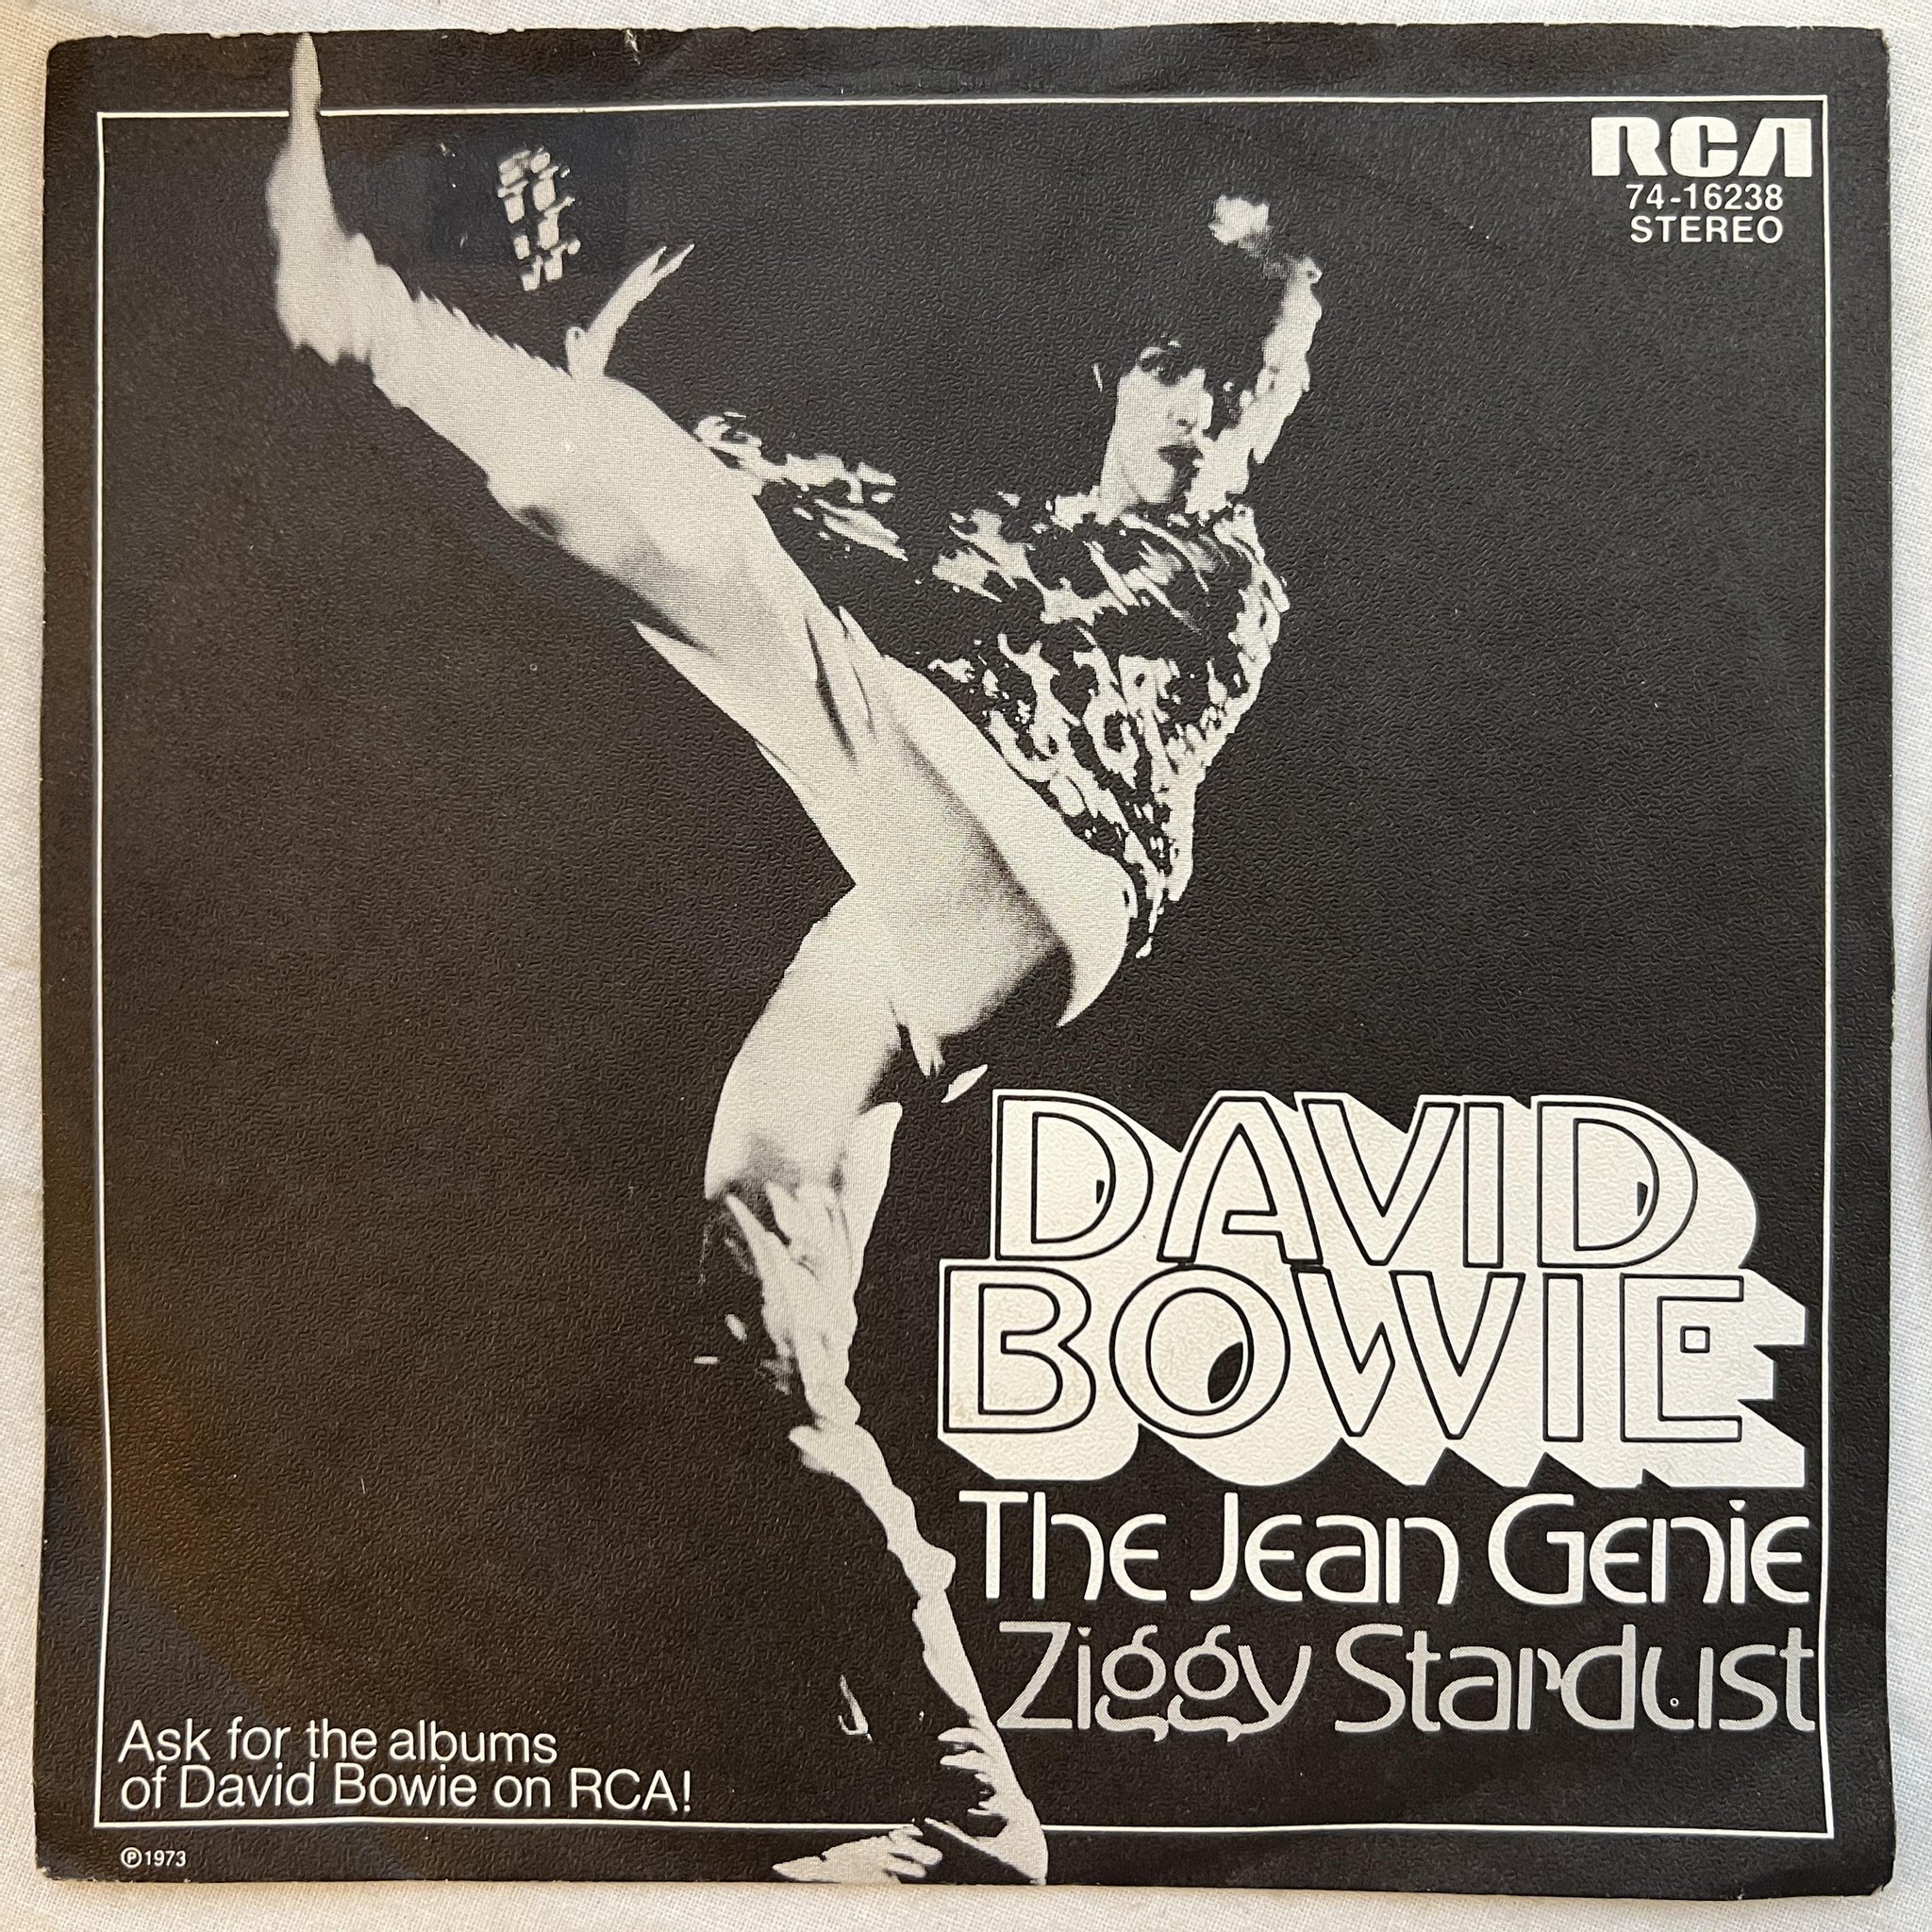 RCA
74-16238
STEREO
DAVID
BOWIE
The Jean Genie
Ziggy Stardust
Ask for the albums
of David Bowie on RCA!
℗1973